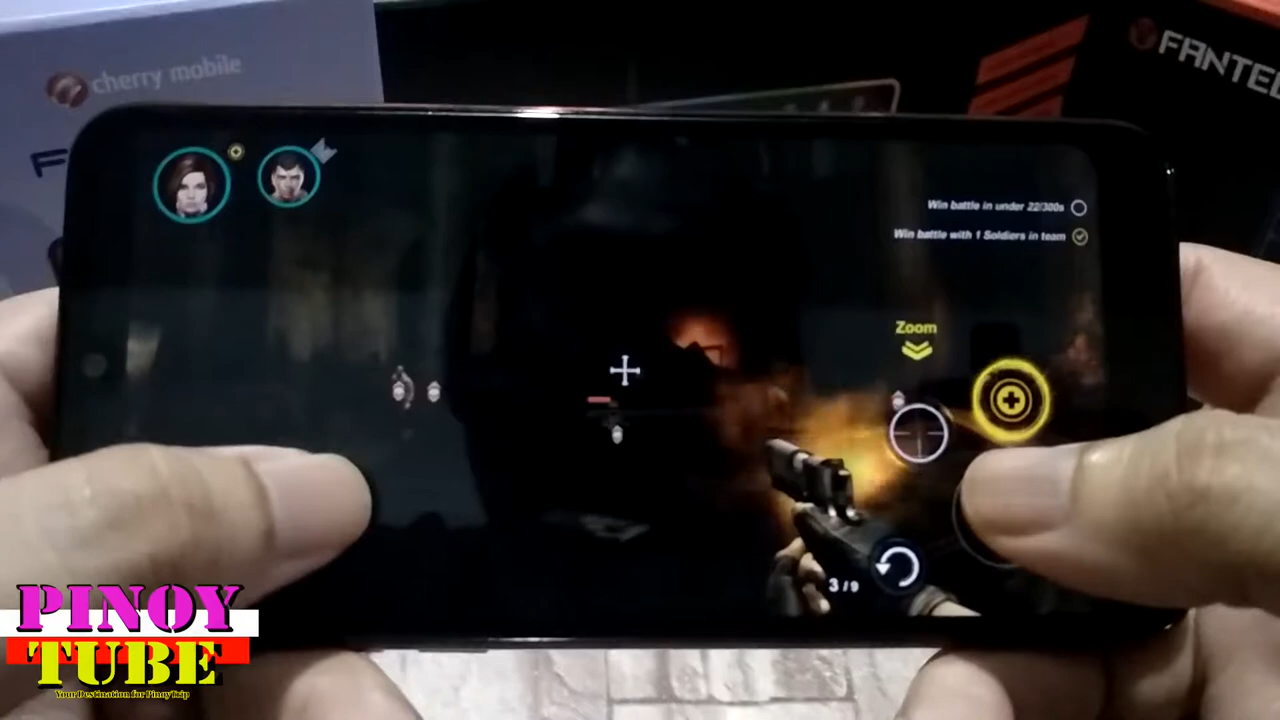 cherry mobile
F
FANTEC
Win battle in under 22/300s
Win battle with 1 Soldiers in team
Zoom
3 / 9
PINOY
TUBE
Your Destination for PinoyTrip